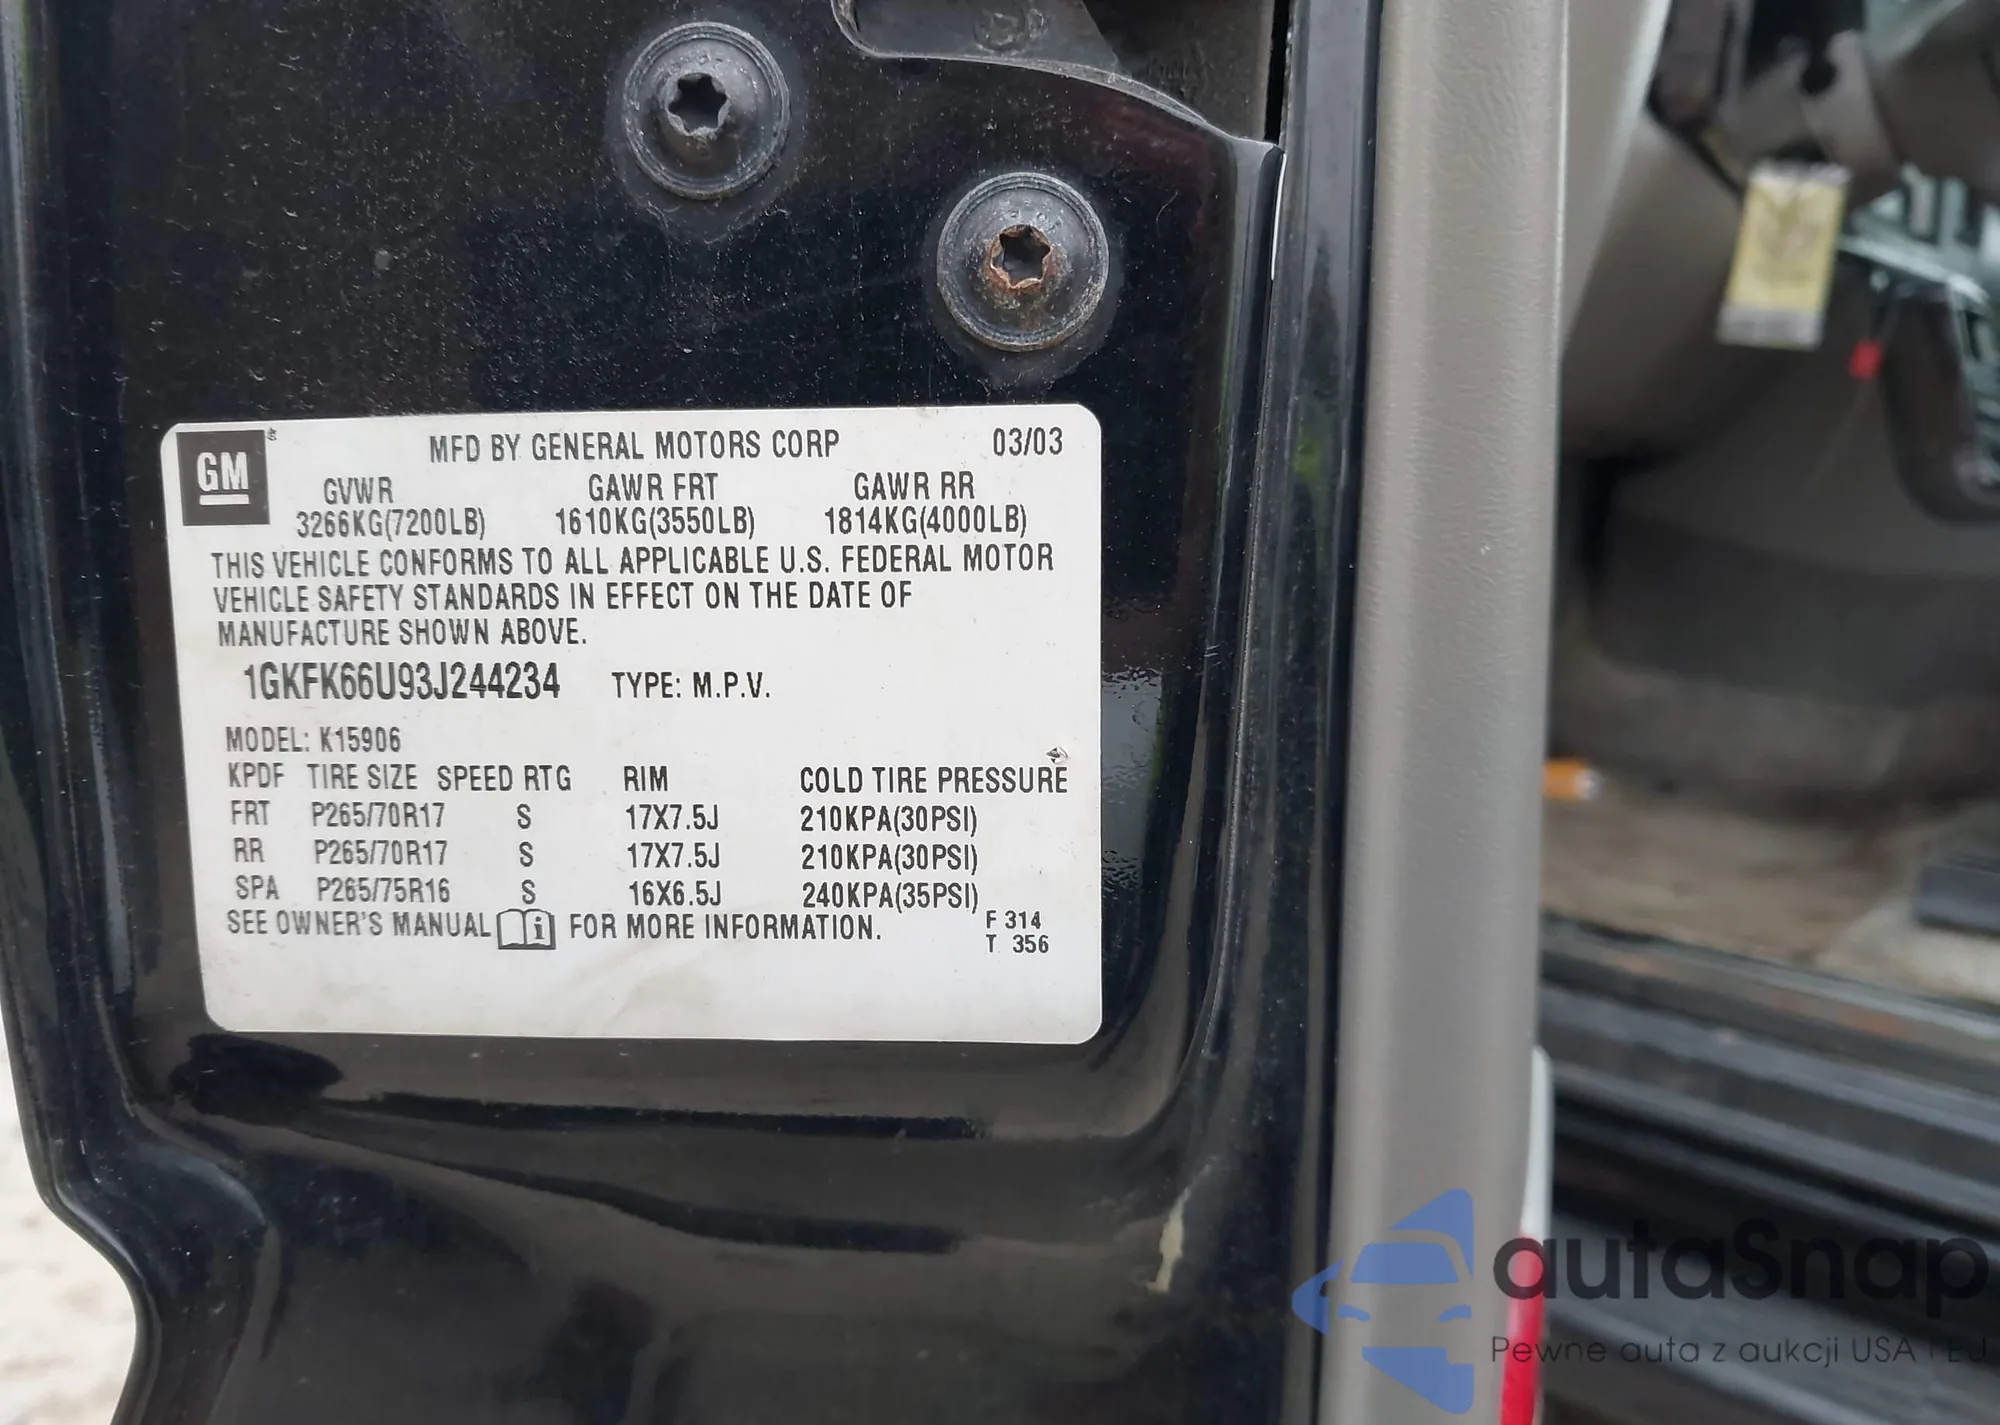 GM
MFD BY GENERAL MOTORS CORP 03/03
GVWR GAWR FRT GAWR RR
3266KG(7200LB) 1610KG(3550LB) 1814KG(4000LB)
THIS VEHICLE CONFORMS TO ALL APPLICABLE U.S. FEDERAL MOTOR
VEHICLE SAFETY STANDARDS IN EFFECT ON THE DATE OF
MANUFACTURE SHOWN ABOVE.
1GKFK66U93J244234 TYPE: M.P.V.
MODEL: K15906
KPDF TIRE SIZE SPEED RTG RIM COLD TIRE PRESSURE
FRT P265/70R17 S 17X7.5J 210KPA(30PSI)
RR P265/70R17 S 17X7.5J 210KPA(30PSI)
SPA P265/75R16 S 16X6.5J 240KPA(35PSI)
SEE OWNER'S MANUAL i FOR MORE INFORMATION.
F 314
T 356
autaSnap
Pewne auta z aukcji USA i EU